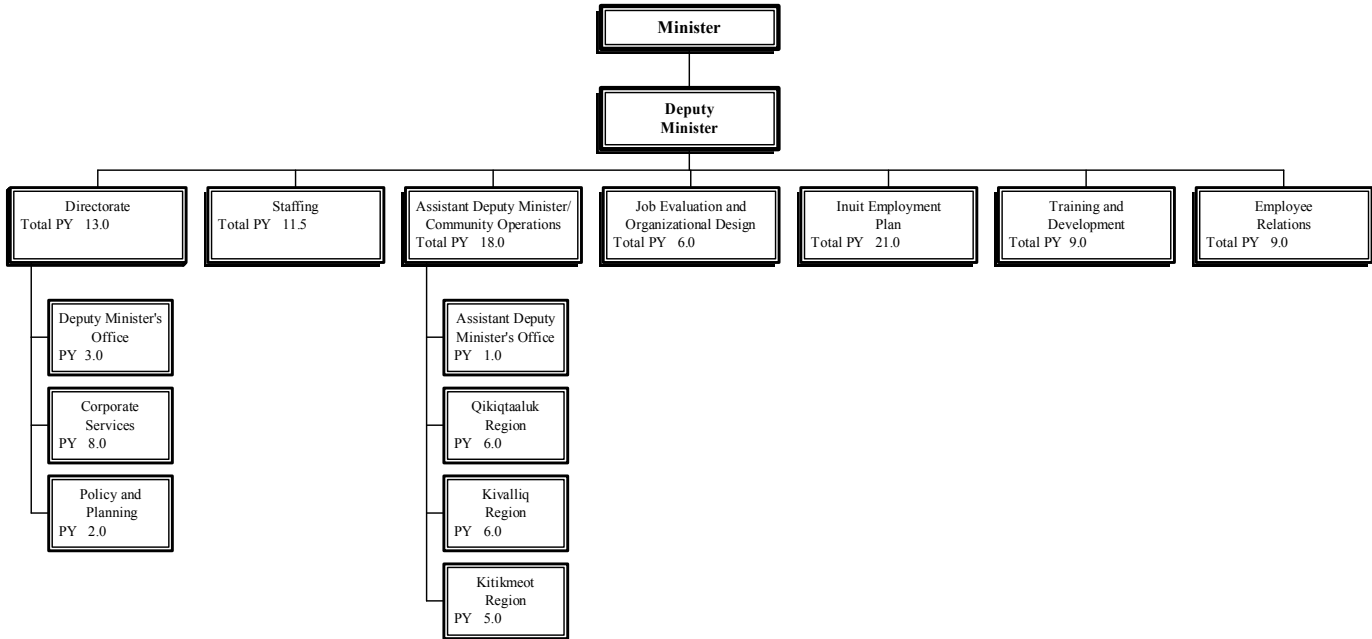 Minister
Deputy
Minister
Directorate
Total PY 13.0
Staffing
Total PY 11.5
Assistant Deputy Minister/
Community Operations
Total PY 18.0
Job Evaluation and
Organizational Design
Total PY 6.0
Inuit Employment
Plan
Total PY 21.0
Training and
Development
Total PY 9.0
Employee
Relations
Total PY 9.0
Deputy Minister's
Office
PY 3.0
Corporate
Services
PY 8.0
Policy and
Planning
PY 2.0
Assistant Deputy
Minister's Office
PY 1.0
Qikiqtaaluk
Region
PY 6.0
Kivalliq
Region
PY 6.0
Kitikmeot
Region
PY 5.0